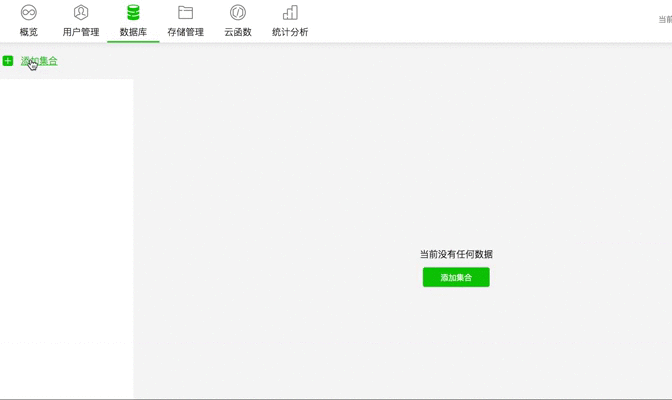 概览 用户管理 数据库 存储管理 云函数 统计分析 当前
添加集合
当前没有任何数据
添加集合